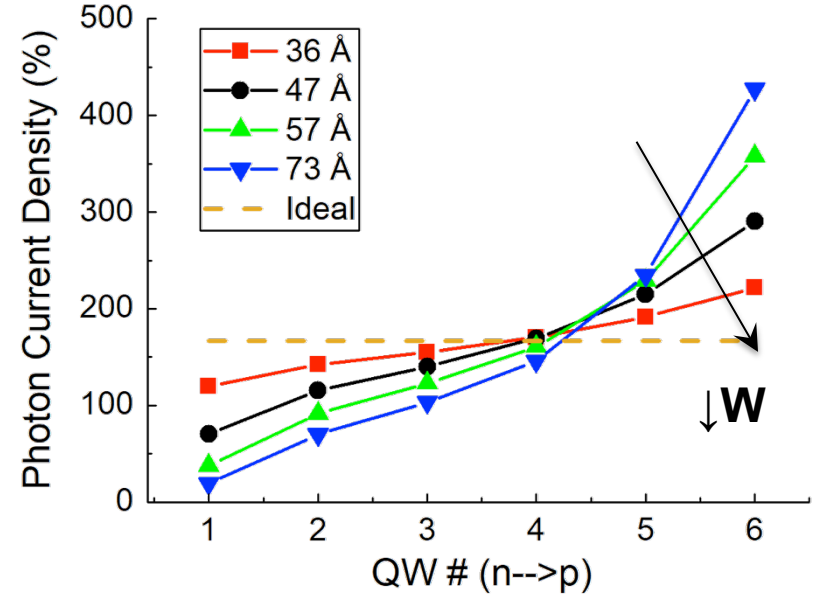 Photon Current Density (%)
500
400
300
200
100
0
36 Å
47 Å
57 Å
73 Å
Ideal
↓W
1 2 3 4 5 6
QW # (n-->p)